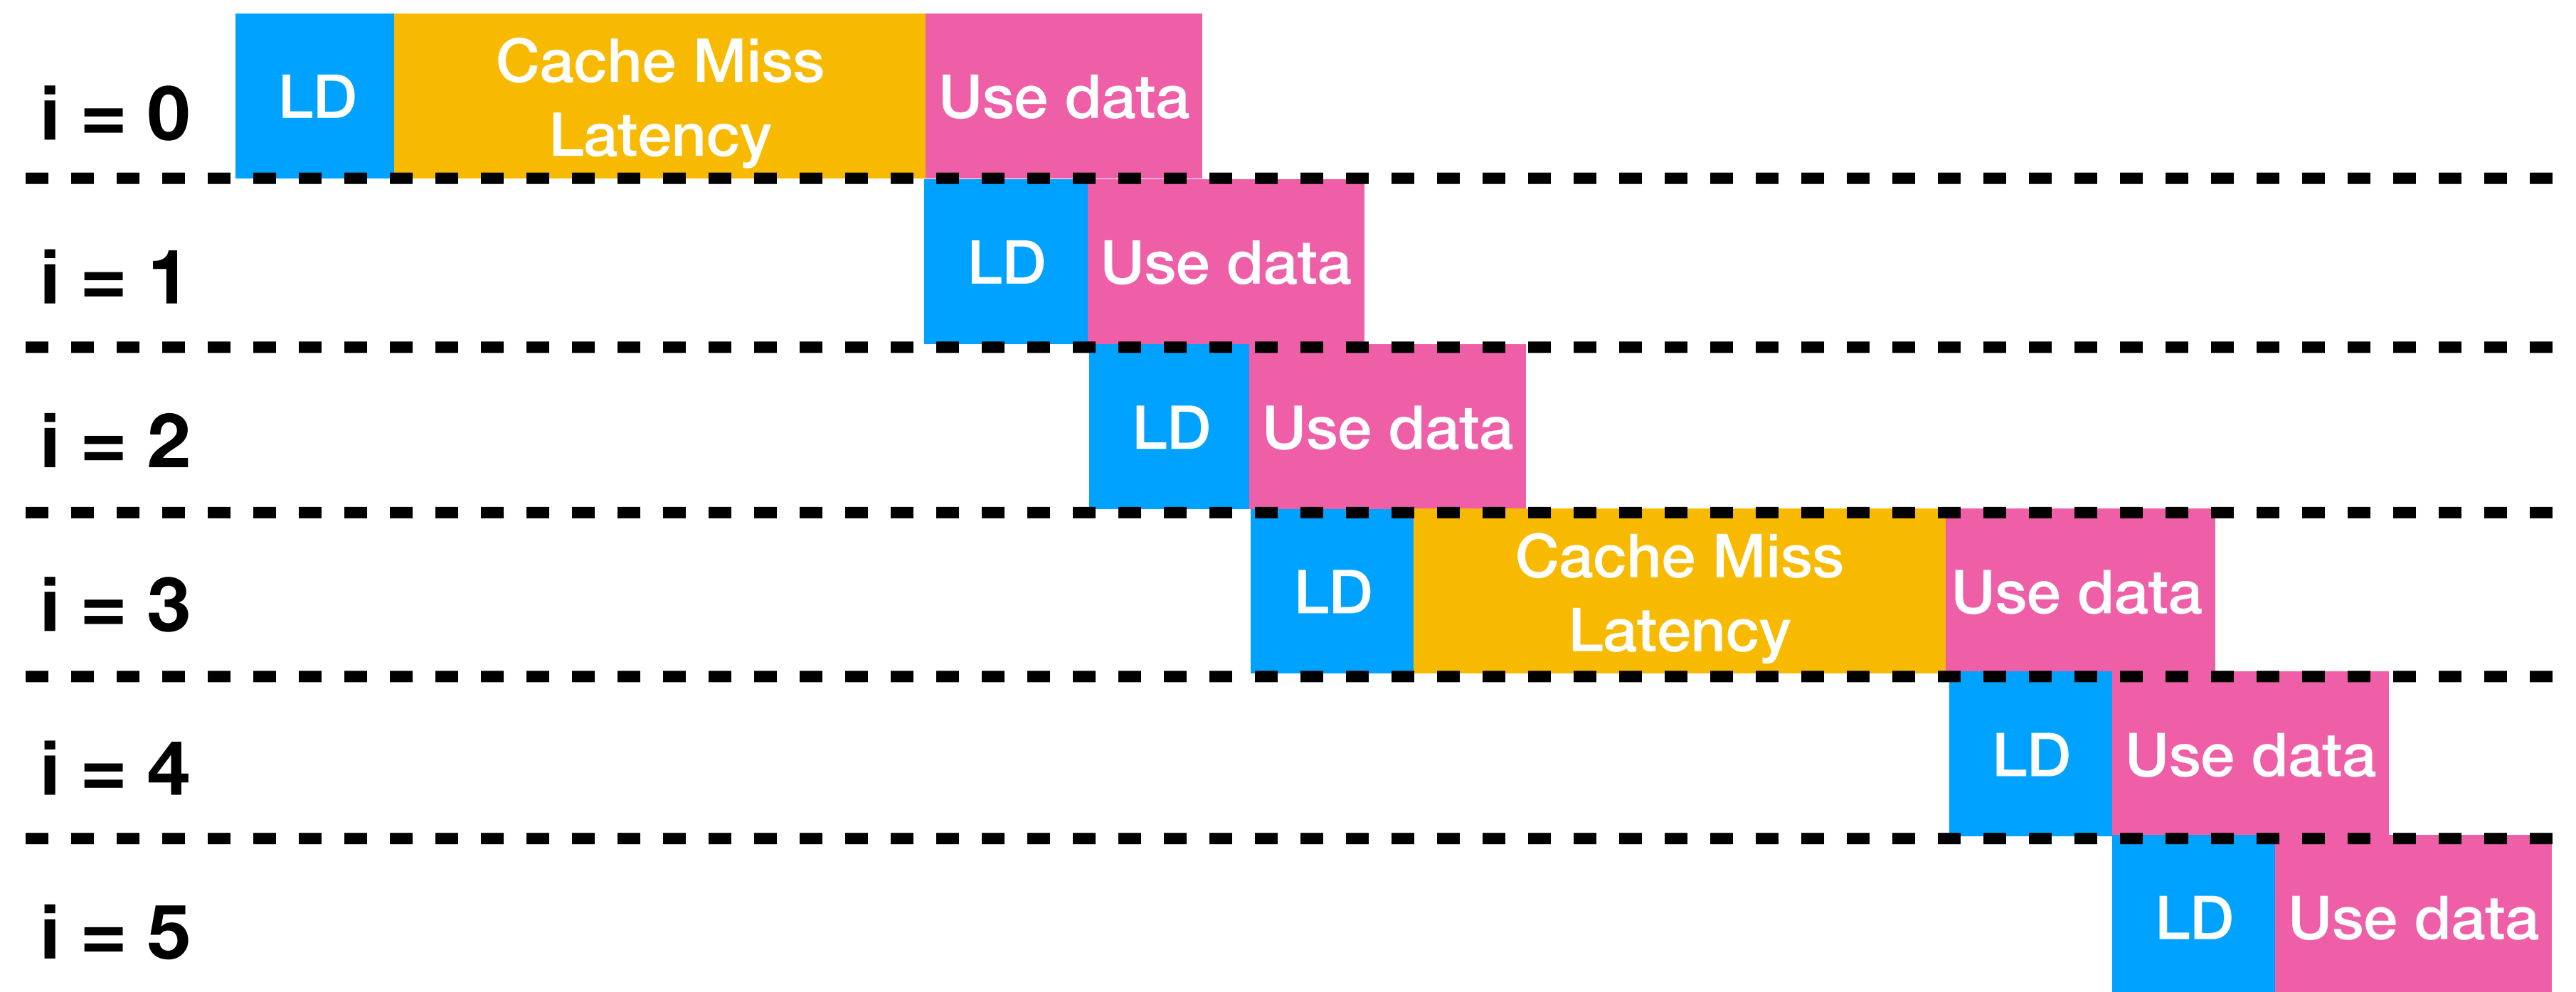 i = 0
LD
Cache Miss
Latency
Use data
i = 1
LD
Use data
i = 2
LD
Use data
i = 3
LD
Cache Miss
Latency
Use data
i = 4
LD
Use data
i = 5
LD
Use data